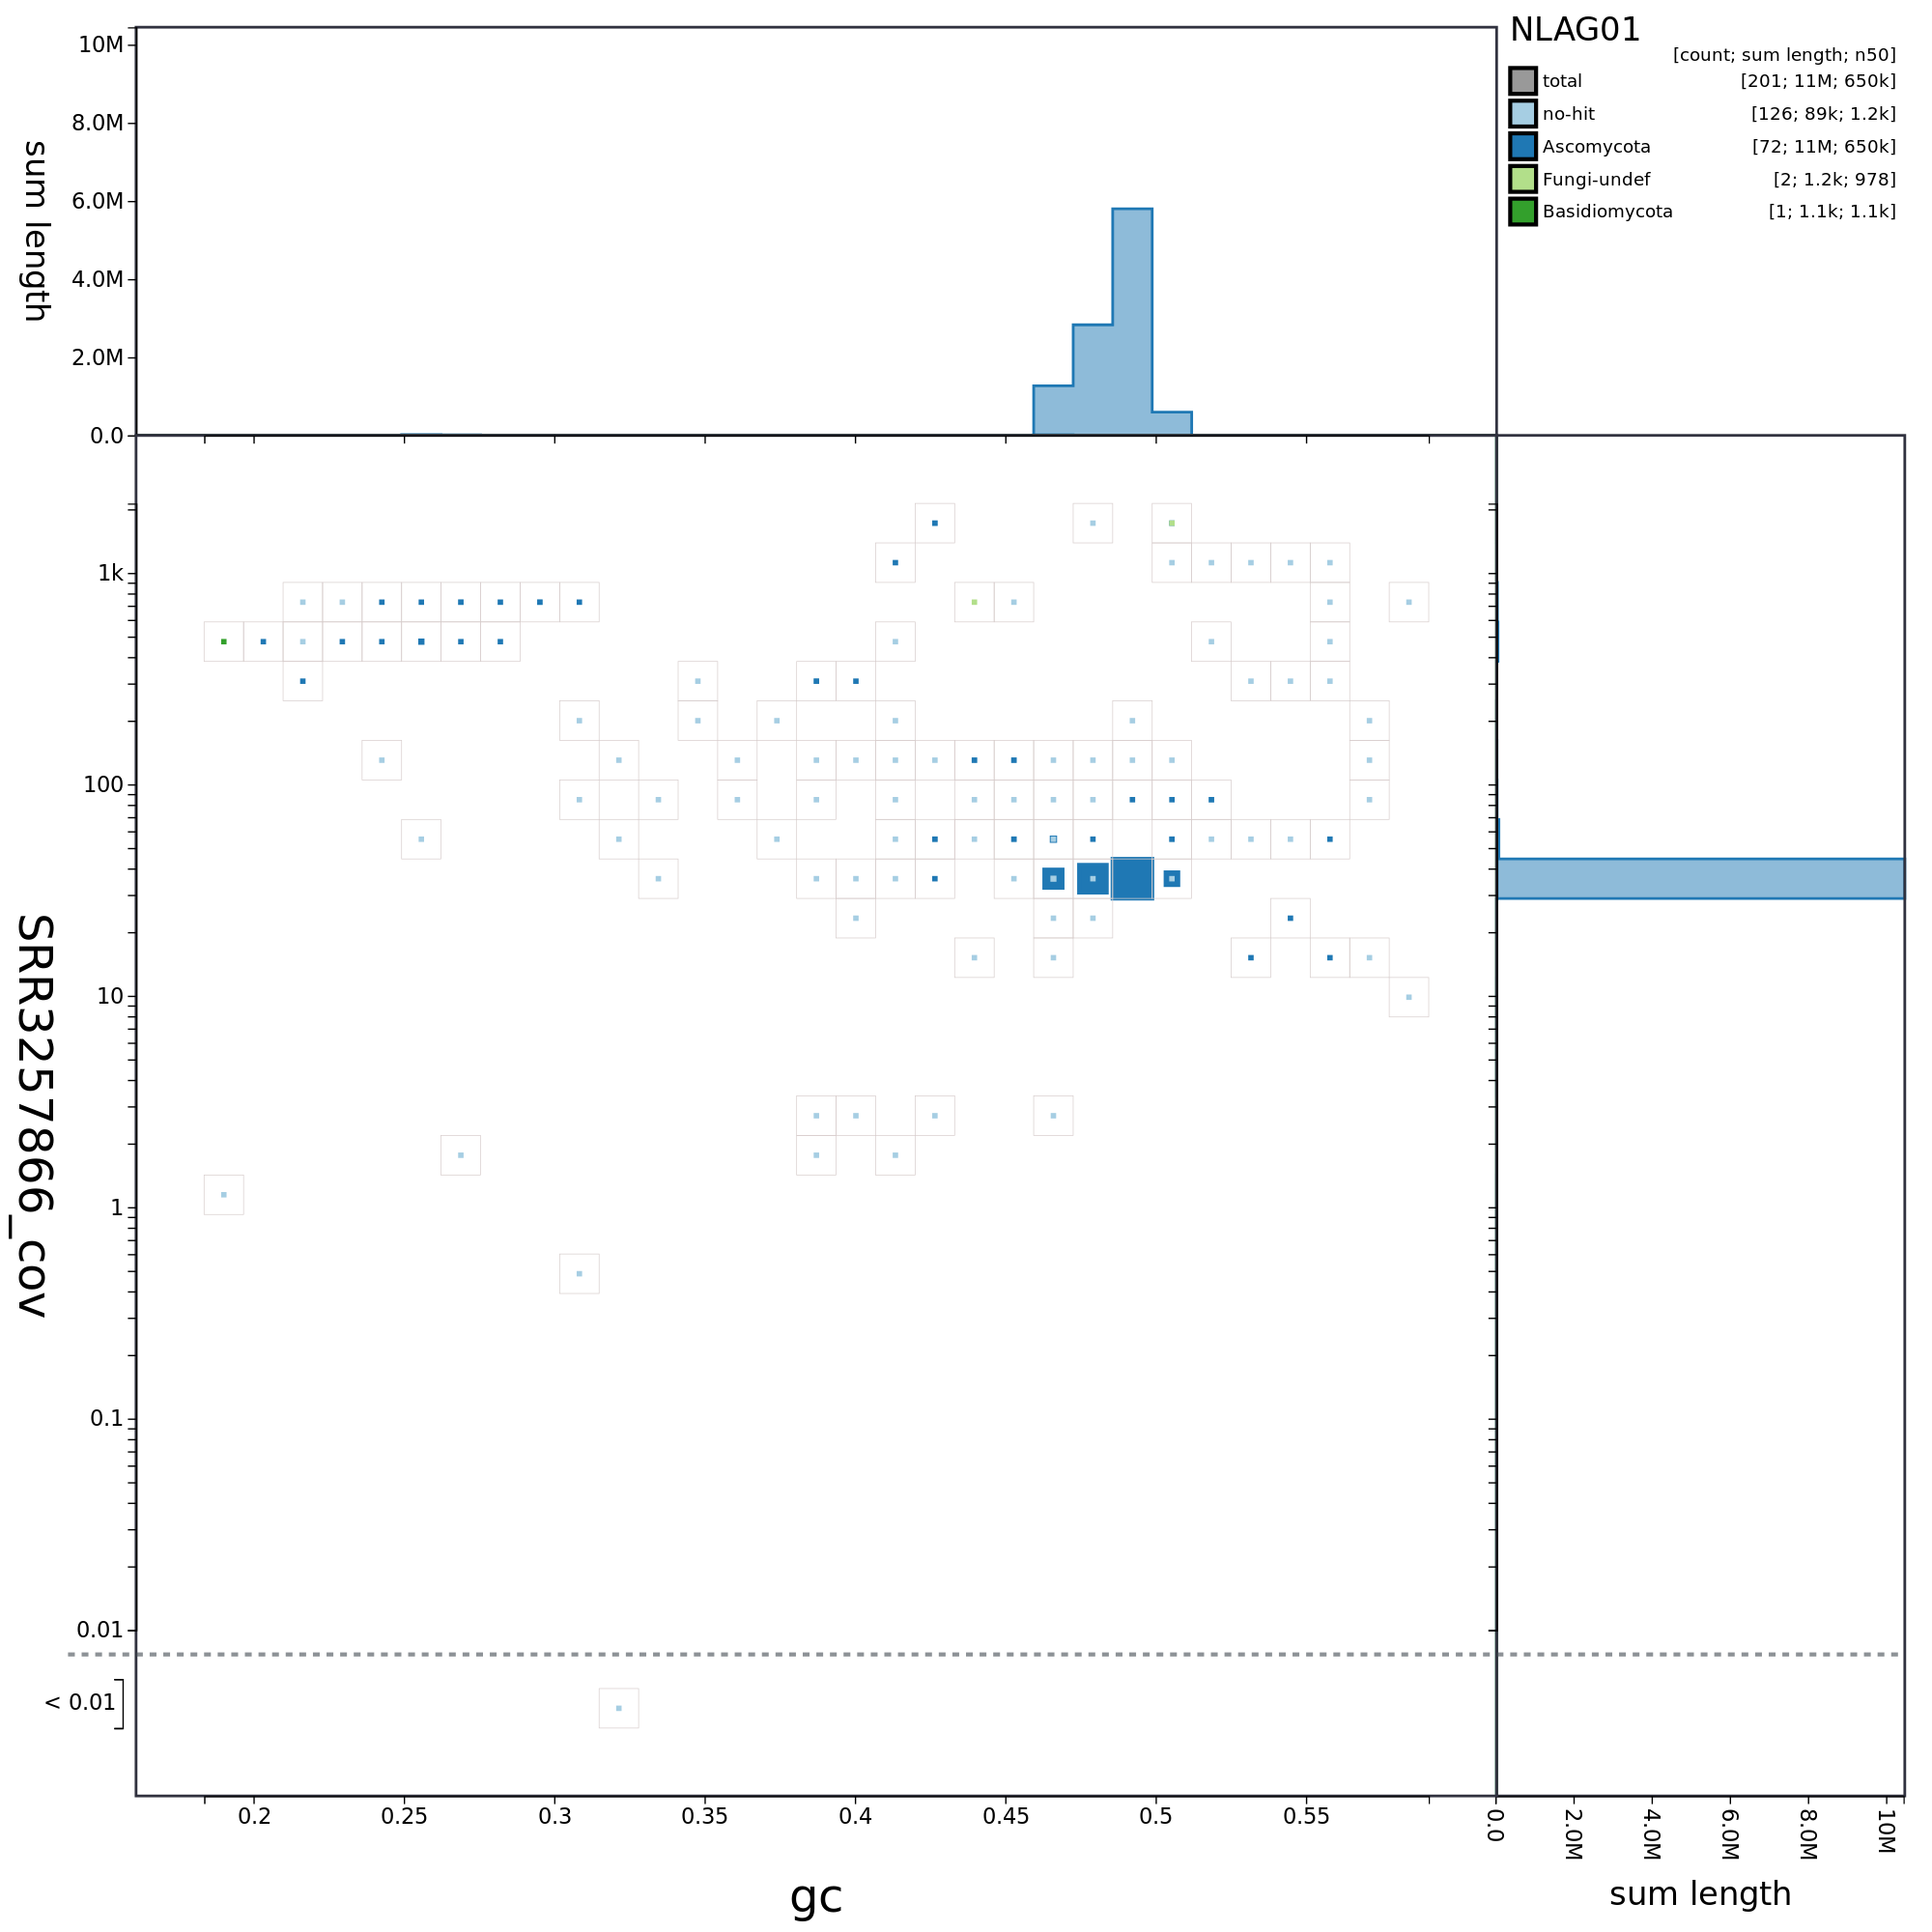 NLAG01
[count; sum length; n50]
total [201; 11M; 650k]
no-hit [126; 89k; 1.2k]
Ascomycota [72; 11M; 650k]
Fungi-undef [2; 1.2k; 978]
Basidiomycota [1; 1.1k; 1.1k]
sum length
10M
8.0M
6.0M
4.0M
2.0M
0.0
SRR3257866_cov
1k
100
10
1
0.1
0.01
< 0.01
0.2 0.25 0.3 0.35 0.4 0.45 0.5 0.55
gc
0.0 2.0M 4.0M 6.0M 8.0M 10M
sum length